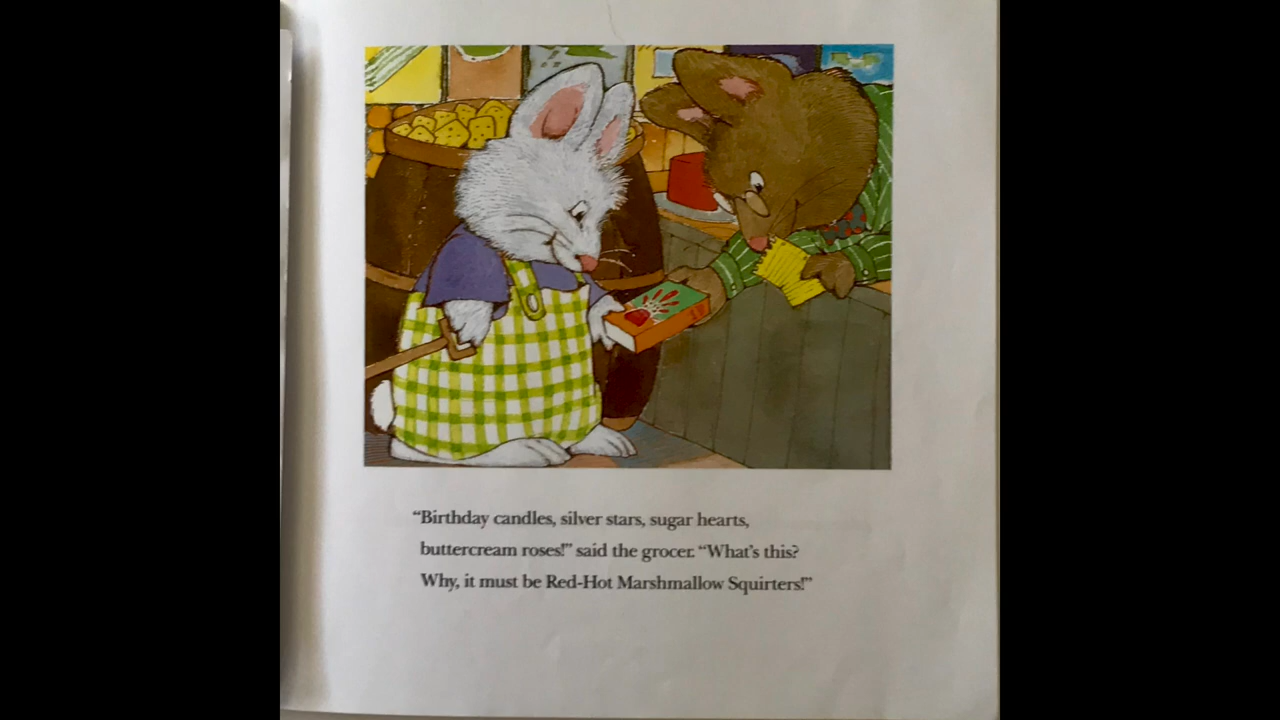 “Birthday candles, silver stars, sugar hearts,
buttercream roses!” said the grocer. “What’s this?
Why, it must be Red-Hot Marshmallow Squirters!”